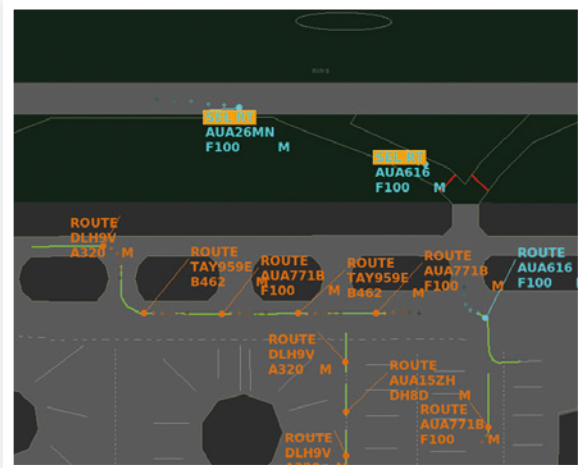 SEL RT
AUA26MN
F100 M
SEL RT
AUA616
F100 M
ROUTE
DLH9V
A320 M
ROUTE
TAY959E
B462 M
ROUTE
AUA771B
F100 M
ROUTE
TAY959E
B462 M
ROUTE
AUA771B
F100 M
ROUTE
AUA616
F100 M
ROUTE
DLH9V
A320 M
ROUTE
AUA15ZH
DH8D M
ROUTE
AUA771B
F100 M
ROUTE
DLH9V